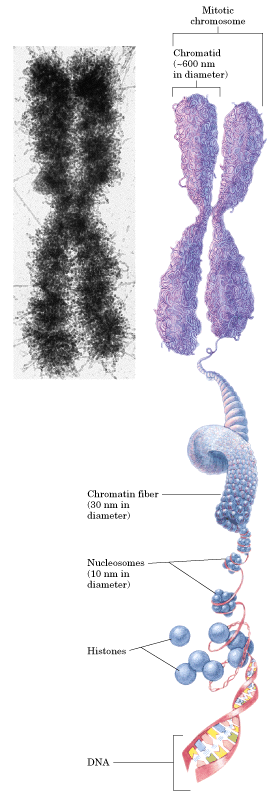 Mitotic
chromosome
Chromatid
(~600 nm
in diameter)
Chromatin fiber
(30 nm in
diameter)
Nucleosomes
(10 nm in
diameter)
Histones
DNA